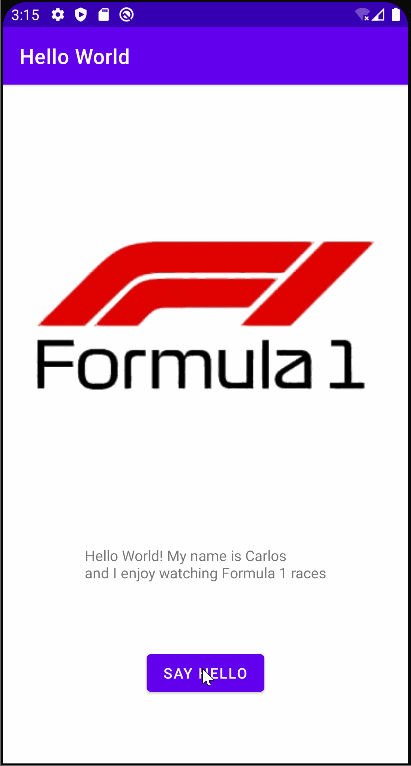 3:15
Hello World
Formula 1
Hello World! My name is Carlos
and I enjoy watching Formula 1 races
SAY HELLO